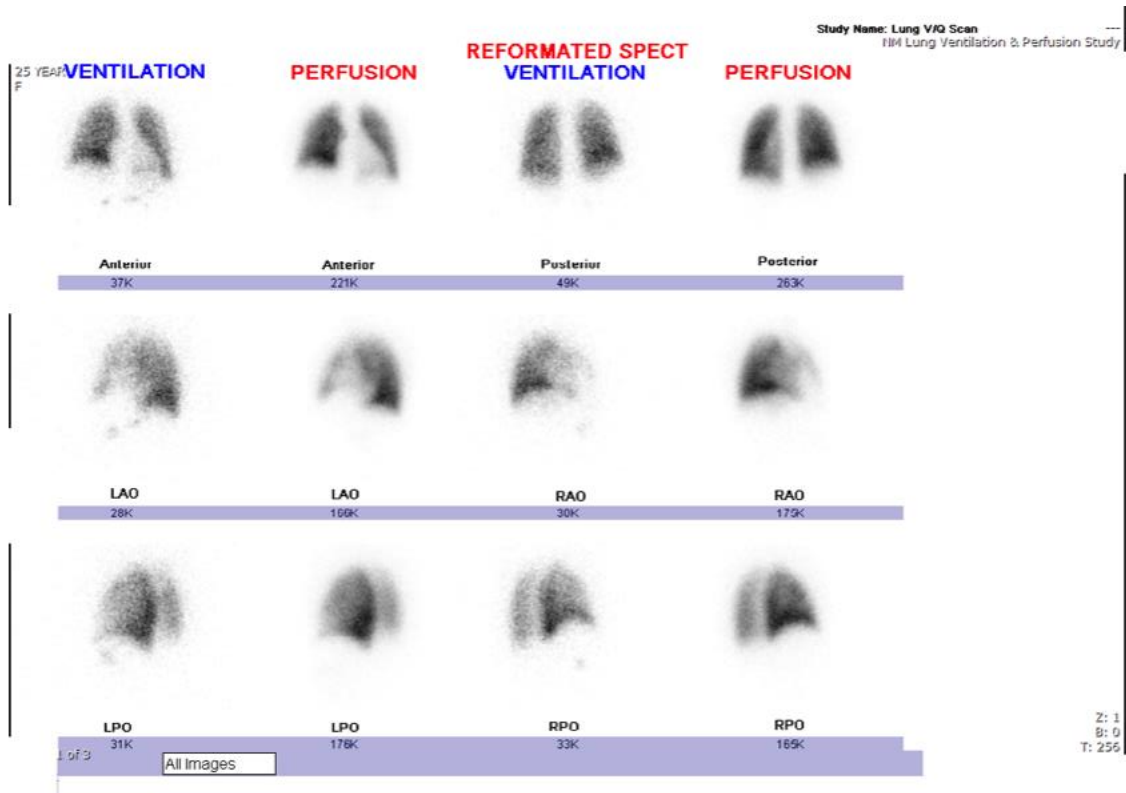 Study Name: Lung V/Q Scan ---
NM Lung Ventilation & Perfusion Study
REFORMATED SPECT
25 YEAR VENTILATION PERFUSION VENTILATION PERFUSION
F
Anterior Anterior Posterior Posterior
37K 221K 49K 263K
LAO LAO RAO RAO
28K 166K 30K 175K
LPO LPO RPO RPO
31K 176K 33K 165K
Z: 1
B: 0
T: 256
1 of 3
All Images